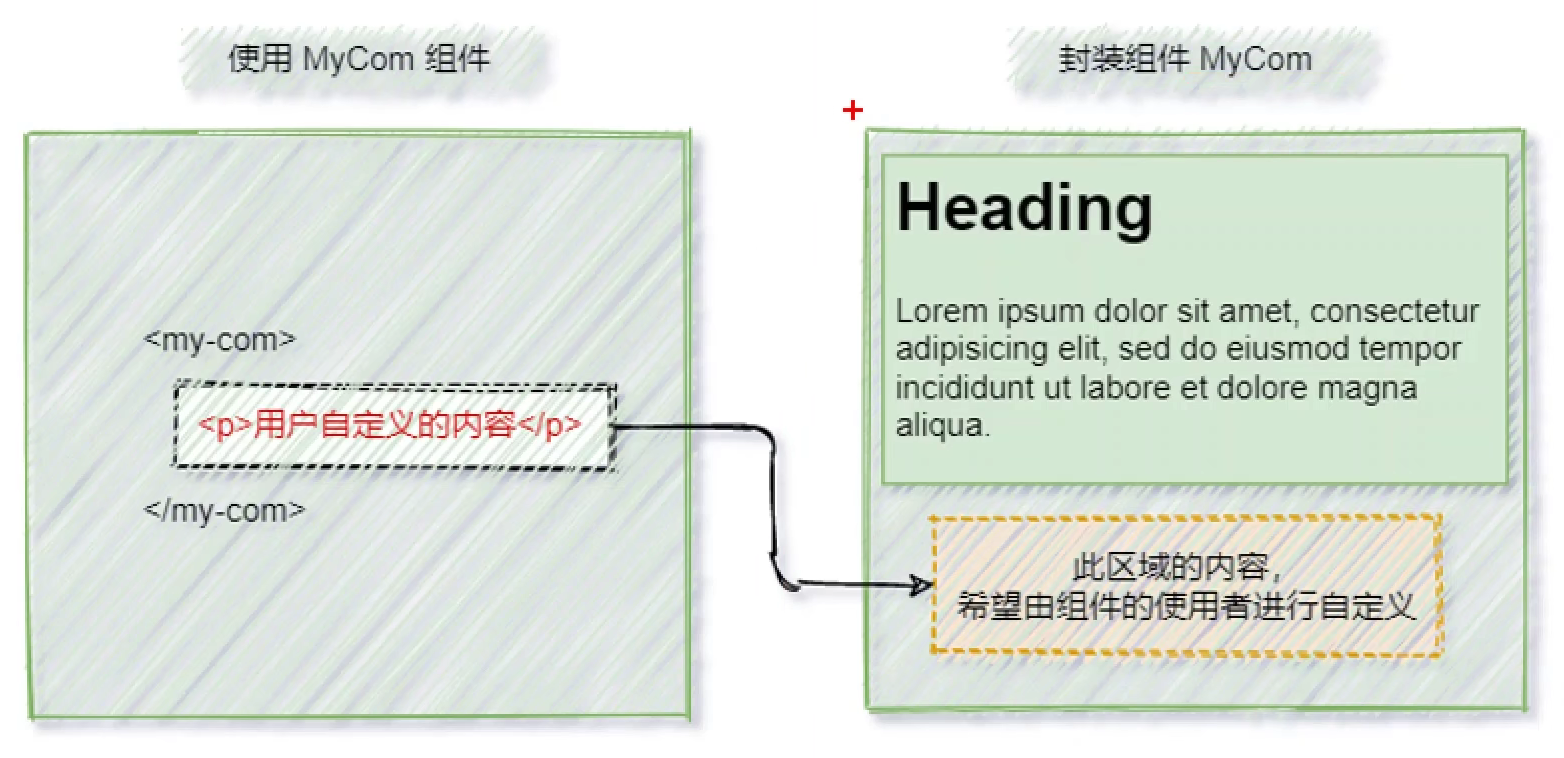 使用 MyCom 组件
封装组件 MyCom
<my-com>
<p>用户自定义的内容</p>
</my-com>
Heading
Lorem ipsum dolor sit amet, consectetur
adipisicing elit, sed do eiusmod tempor
incididunt ut labore et dolore magna
aliqua.
此区域的内容，
希望由组件的使用者进行自定义